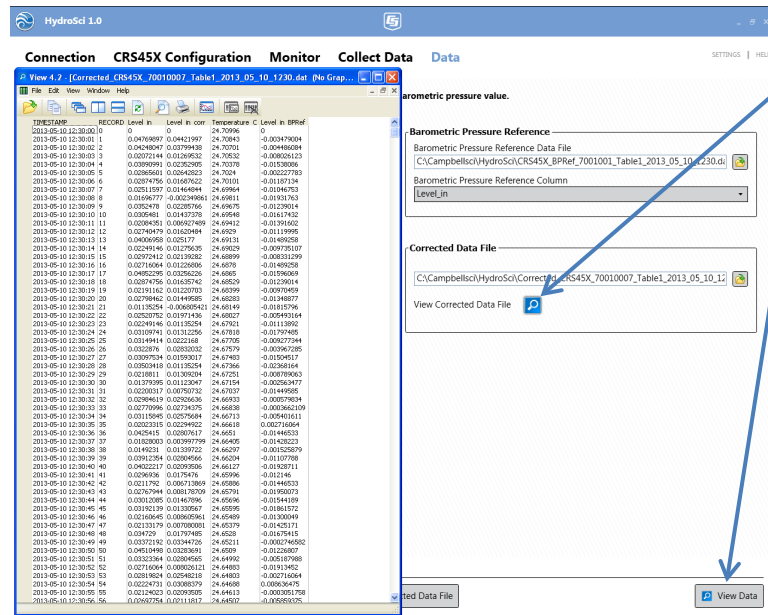 HydroSci 1.0
Connection CRS45X Configuration Monitor Collect Data Data
SETTINGS | HELP
View 4.2 - [Corrected_CRS45X_70010007_Table1_2013_05_10_1230.dat (No Grap...
File Edit View Window Help
TIMESTAMP RECORD Level in Level in corr Temperature C Level in BPRef
2013-05-10 12:30:00 0 0 0 24.70996 0
2013-05-10 12:30:01 1 0.04769897 0.04421997 24.70843 -0.003479004
2013-05-10 12:30:02 2 0.04248047 0.03799438 24.70701 -0.004486084
2013-05-10 12:30:03 3 0.02072144 0.01269532 24.70532 -0.008026123
2013-05-10 12:30:04 4 0.03890991 0.02352905 24.70378 -0.01538086
2013-05-10 12:30:05 5 0.02865601 0.02642823 24.7024 -0.002227783
2013-05-10 12:30:06 6 0.02874756 0.01687622 24.70101 -0.01187134
2013-05-10 12:30:07 7 0.02511597 0.01464844 24.69964 -0.01046753
2013-05-10 12:30:08 8 0.01696777 -0.002349861 24.69811 -0.01931763
2013-05-10 12:30:09 9 0.0352478 0.02285766 24.69675 -0.01239014
2013-05-10 12:30:10 10 0.0305481 0.01437378 24.69548 -0.01617432
2013-05-10 12:30:11 11 0.02084351 0.006927489 24.69412 -0.01391602
2013-05-10 12:30:12 12 0.02740479 0.01620484 24.6929 -0.01119995
2013-05-10 12:30:13 13 0.04006958 0.025177 24.69131 -0.01489258
2013-05-10 12:30:14 14 0.02249146 0.01275635 24.69029 -0.009735107
2013-05-10 12:30:15 15 0.02972412 0.02139282 24.68899 -0.008331299
2013-05-10 12:30:16 16 0.02716064 0.01226806 24.6878 -0.01489258
2013-05-10 12:30:17 17 0.04852295 0.03256226 24.6865 -0.01596069
2013-05-10 12:30:18 18 0.02874756 0.01635742 24.68529 -0.01239014
2013-05-10 12:30:19 19 0.02191162 0.01220703 24.68399 -0.00970459
2013-05-10 12:30:20 20 0.02798462 0.01449585 24.68283 -0.01348877
2013-05-10 12:30:21 21 0.01135254 -0.006805421 24.68149 -0.01815796
2013-05-10 12:30:22 22 0.02520752 0.01971436 24.68027 -0.005493164
2013-05-10 12:30:23 23 0.02249146 0.01135254 24.67921 -0.01113892
2013-05-10 12:30:24 24 0.03109741 0.01312256 24.67818 -0.01797485
2013-05-10 12:30:25 25 0.03149414 0.0222168 24.67705 -0.009277344
2013-05-10 12:30:26 26 0.0322876 0.02832032 24.67579 -0.003967285
2013-05-10 12:30:27 27 0.03097534 0.01593017 24.67483 -0.01504517
2013-05-10 12:30:28 28 0.03503418 0.01135254 24.67366 -0.02368164
2013-05-10 12:30:29 29 0.0218811 0.01309204 24.67251 -0.008789063
2013-05-10 12:30:30 30 0.01379395 0.01123047 24.67154 -0.002563477
2013-05-10 12:30:31 31 0.02200317 0.00750732 24.67037 -0.01449585
2013-05-10 12:30:32 32 0.02984619 0.02926636 24.66933 -0.000579834
2013-05-10 12:30:33 33 0.02770996 0.02734375 24.66838 -0.0003662109
2013-05-10 12:30:34 34 0.03115845 0.02575684 24.66713 -0.005401611
2013-05-10 12:30:35 35 0.02023315 0.02294922 24.66618 0.002716064
2013-05-10 12:30:36 36 0.0425415 0.02807617 24.6651 -0.01446533
2013-05-10 12:30:37 37 0.01828003 0.003997799 24.66405 -0.01428223
2013-05-10 12:30:38 38 0.0149231 0.01339722 24.66297 -0.001525879
2013-05-10 12:30:39 39 0.03912354 0.02804566 24.66204 -0.01107788
2013-05-10 12:30:40 40 0.04022217 0.02093506 24.66127 -0.01928711
2013-05-10 12:30:41 41 0.0296936 0.0175476 24.65996 -0.012146
2013-05-10 12:30:42 42 0.0211792 0.006713869 24.65886 -0.01446533
2013-05-10 12:30:43 43 0.02767944 0.008178709 24.65791 -0.01950073
2013-05-10 12:30:44 44 0.03012085 0.01467896 24.65696 -0.01544189
2013-05-10 12:30:45 45 0.03192139 0.01330567 24.65595 -0.01861572
2013-05-10 12:30:46 46 0.02160645 0.008605961 24.65489 -0.01300049
2013-05-10 12:30:47 47 0.02133179 0.007080081 24.65379 -0.01425171
2013-05-10 12:30:48 48 0.034729 0.01797485 24.6528 -0.01675415
2013-05-10 12:30:49 49 0.03372192 0.03344726 24.65211 -0.0002746582
2013-05-10 12:30:50 50 0.04510498 0.03283691 24.6509 -0.01226807
2013-05-10 12:30:51 51 0.03323364 0.02804565 24.64992 -0.005187988
2013-05-10 12:30:52 52 0.02716064 0.008026121 24.64883 -0.01913452
2013-05-10 12:30:53 53 0.02819824 0.02548218 24.64803 -0.002716064
2013-05-10 12:30:54 54 0.02224731 0.03088379 24.64688 0.008636475
2013-05-10 12:30:55 55 0.02124023 0.02093505 24.64613 -0.0003051758
2013-05-10 12:30:56 56 0.02697754 0.02111817 24.64507 -0.005859375
arometric pressure value.
Barometric Pressure Reference
Barometric Pressure Reference Data File
C:\Campbellsci\HydroSci\CRS45X_BPRef_7001001_Table1_2013_05_10_1230.da
Barometric Pressure Reference Column
Level_in
Corrected Data File
C:\Campbellsci\HydroSci\Corrected_CRS45X_70010007_Table1_2013_05_10_12
View Corrected Data File
ted Data File
View Data